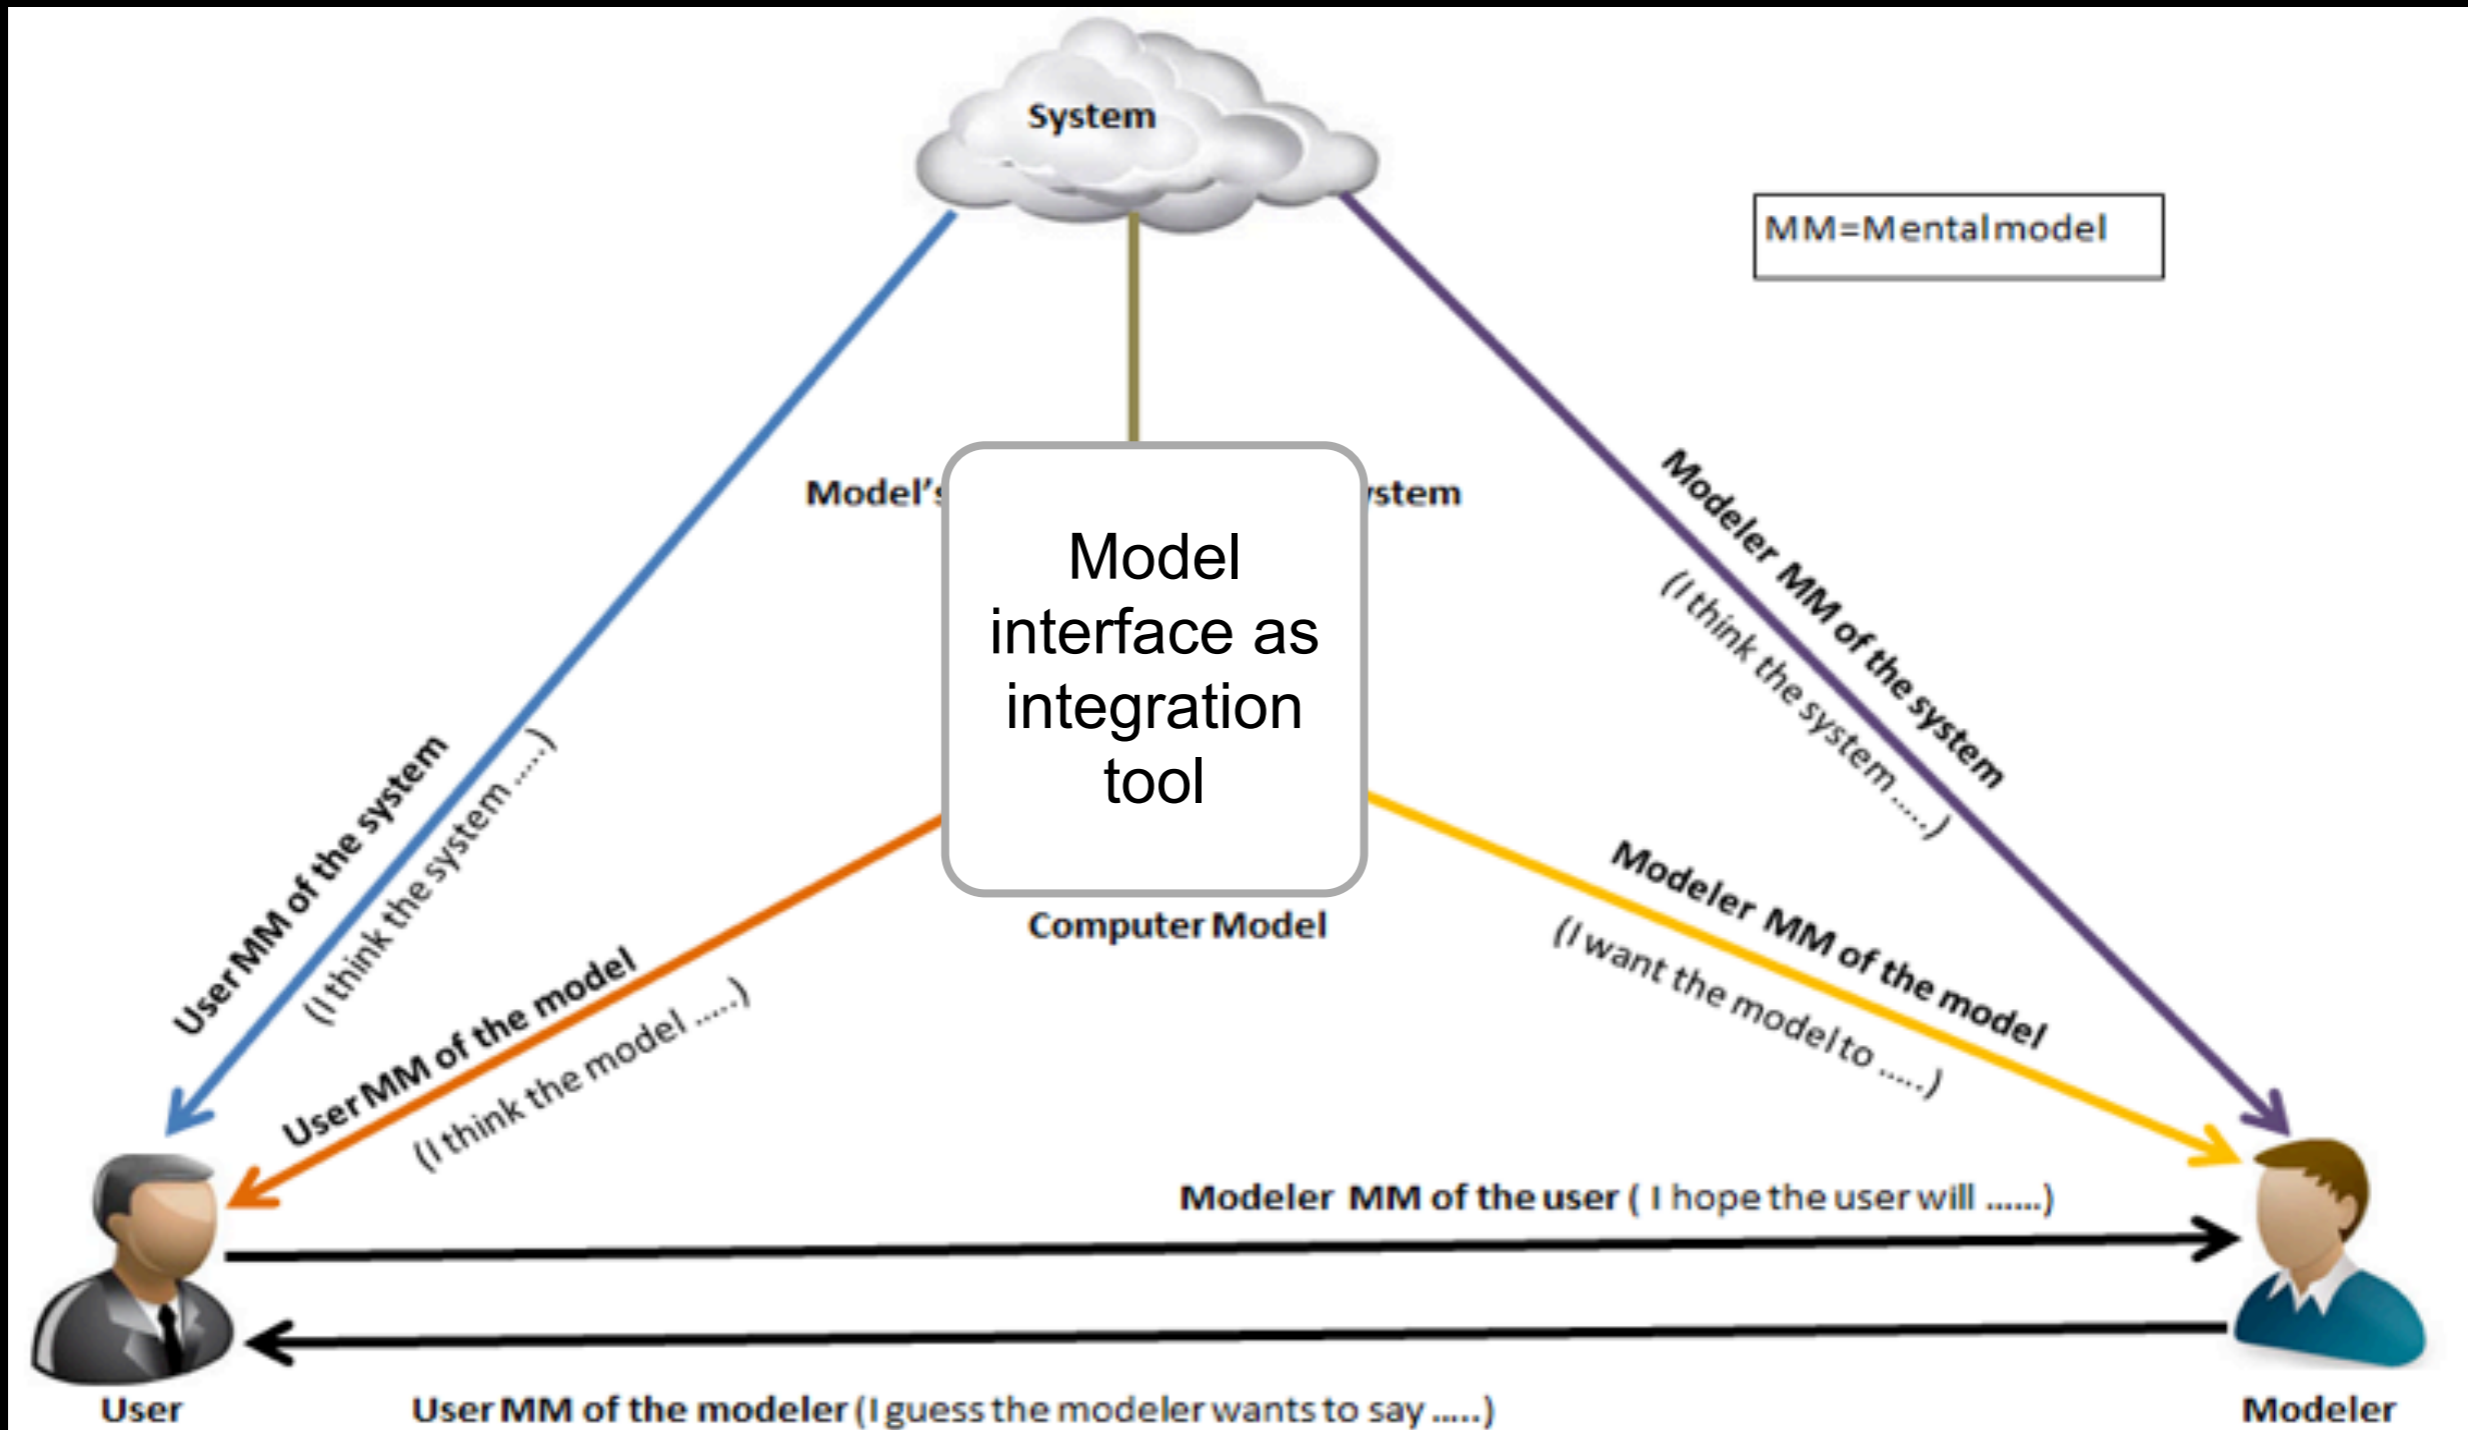 System
MM=Mentalmodel
Model's
stem
Model
interface as
integration
tool
Modeler MM of the system
(I think the system .....)
User MM of the system
(I think the system .....)
Modeler MM of the model
(I want the model to .....)
Computer Model
User MM of the model
(I think the model .....)
Modeler MM of the user ( I hope the user will ......)
User
User MM of the modeler (I guess the modeler wants to say .....)
Modeler